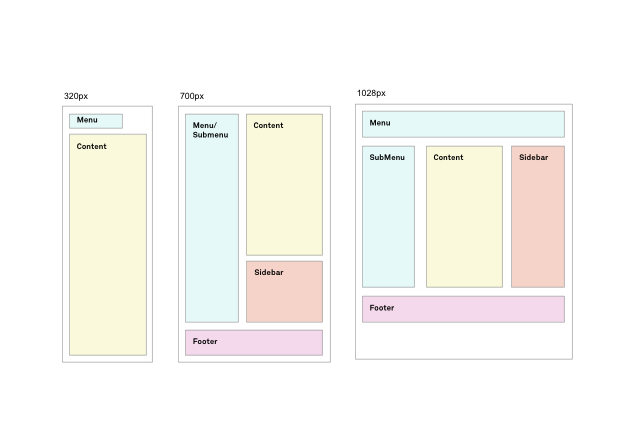 320px
Menu
Content
700px
Menu/
Submenu
Content
Sidebar
Footer
1028px
Menu
SubMenu
Content
Sidebar
Footer